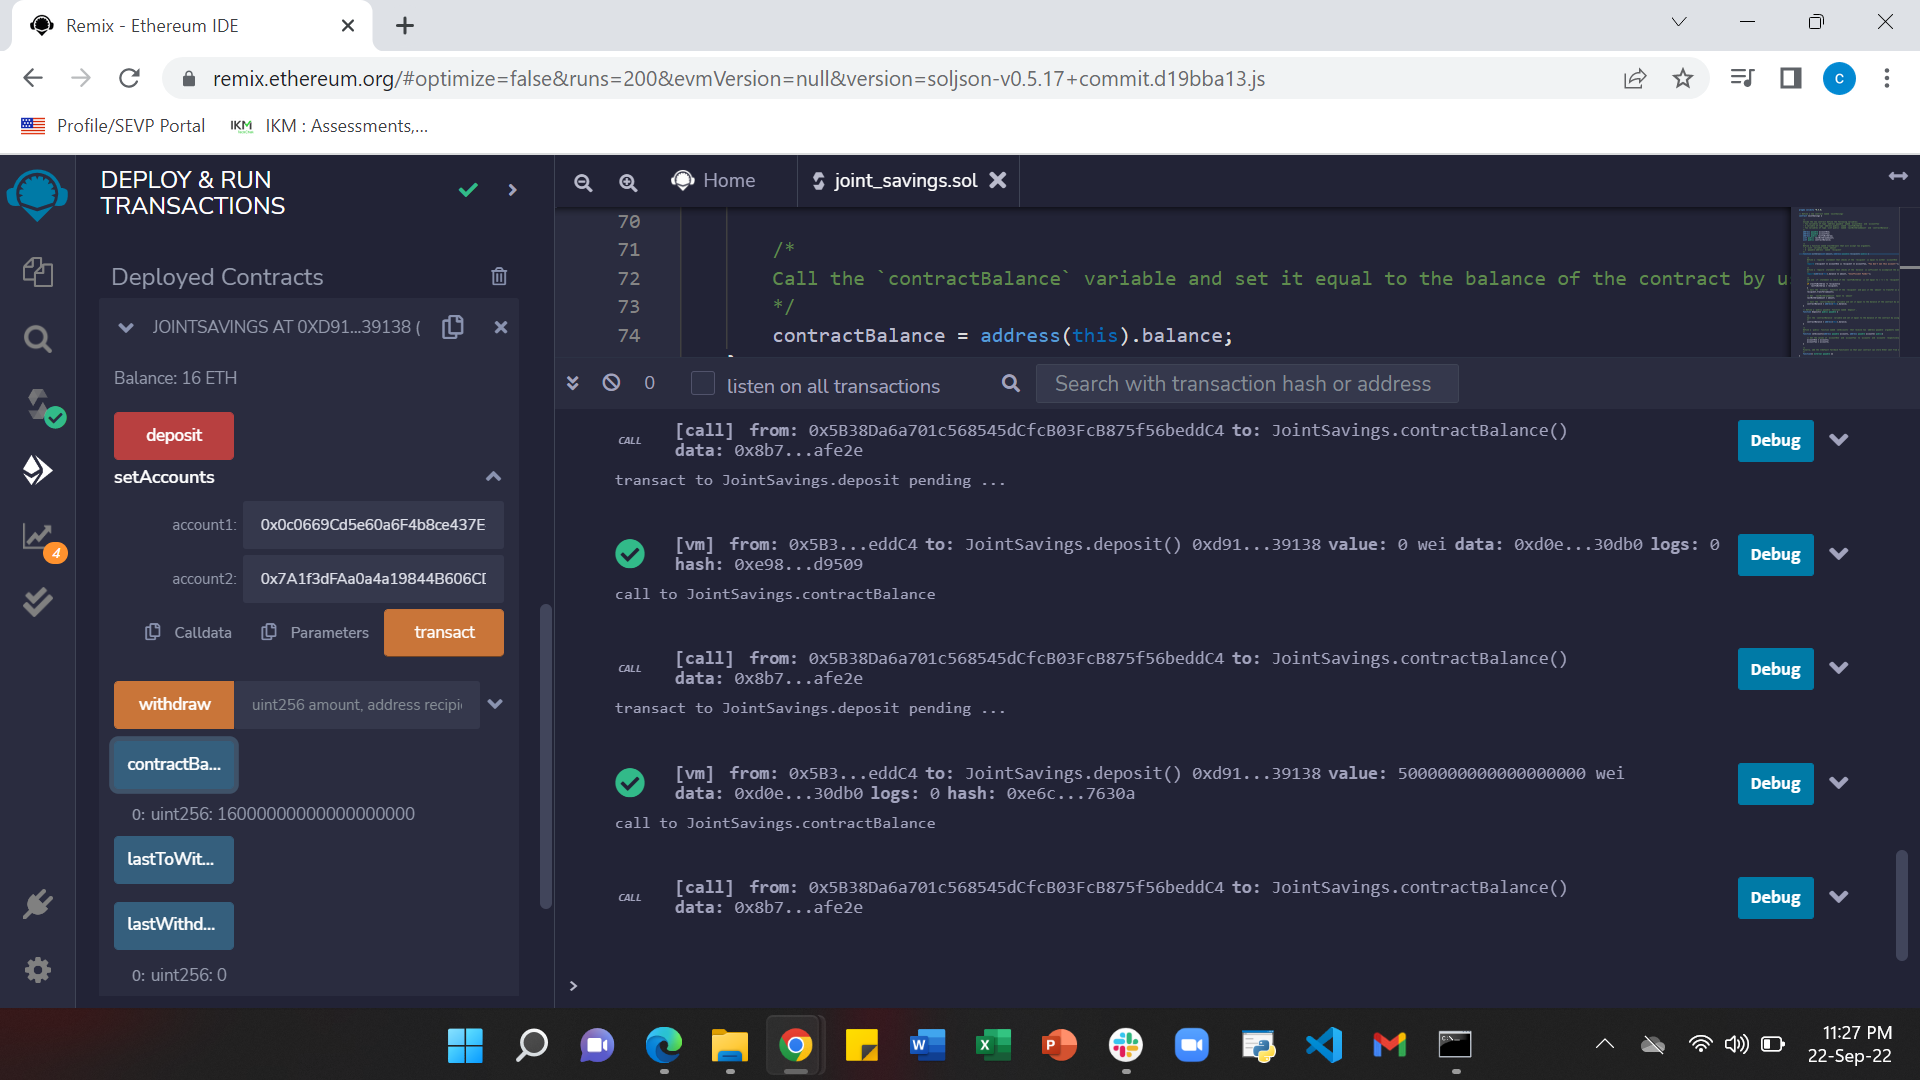 Remix - Ethereum IDE
remix.ethereum.org/#optimize=false&runs=200&evmVersion=null&version=soljson-v0.5.17+commit.d19bba13.js
c
Profile/SEVP Portal
IKM
IKM : Assessments,...
DEPLOY & RUN
TRANSACTIONS
Home
joint_savings.sol
Deployed Contracts
JOINTSAVINGS AT 0XD91...39138 (
Balance: 16 ETH
deposit
setAccounts
account1:
0x0c0669Cd5e60a6F4b8ce437E
account2:
0x7A1f3dFAa0a4a19844B606CD
Calldata
Parameters
transact
withdraw
uint256 amount, address recipi
contractBa...
0: uint256: 16000000000000000000
lastToWit...
lastWithd...
0: uint256: 0
4
70
71 /*
72 Call the `contractBalance` variable and set it equal to the balance of the contract by u
73 */
74 contractBalance = address(this).balance;
0
listen on all transactions
Search with transaction hash or address
CALL
[call] from: 0x5B38Da6a701c568545dCfcB03FcB875f56beddC4 to: JointSavings.contractBalance()
data: 0x8b7...afe2e
Debug
transact to JointSavings.deposit pending ...
[vm] from: 0x5B3...eddC4 to: JointSavings.deposit() 0xd91...39138 value: 0 wei data: 0xd0e...30db0 logs: 0
hash: 0xe98...d9509
Debug
call to JointSavings.contractBalance
CALL
[call] from: 0x5B38Da6a701c568545dCfcB03FcB875f56beddC4 to: JointSavings.contractBalance()
data: 0x8b7...afe2e
Debug
transact to JointSavings.deposit pending ...
[vm] from: 0x5B3...eddC4 to: JointSavings.deposit() 0xd91...39138 value: 5000000000000000000 wei
data: 0xd0e...30db0 logs: 0 hash: 0xe6c...7630a
Debug
call to JointSavings.contractBalance
CALL
[call] from: 0x5B38Da6a701c568545dCfcB03FcB875f56beddC4 to: JointSavings.contractBalance()
data: 0x8b7...afe2e
Debug
>
11:27 PM
22-Sep-22